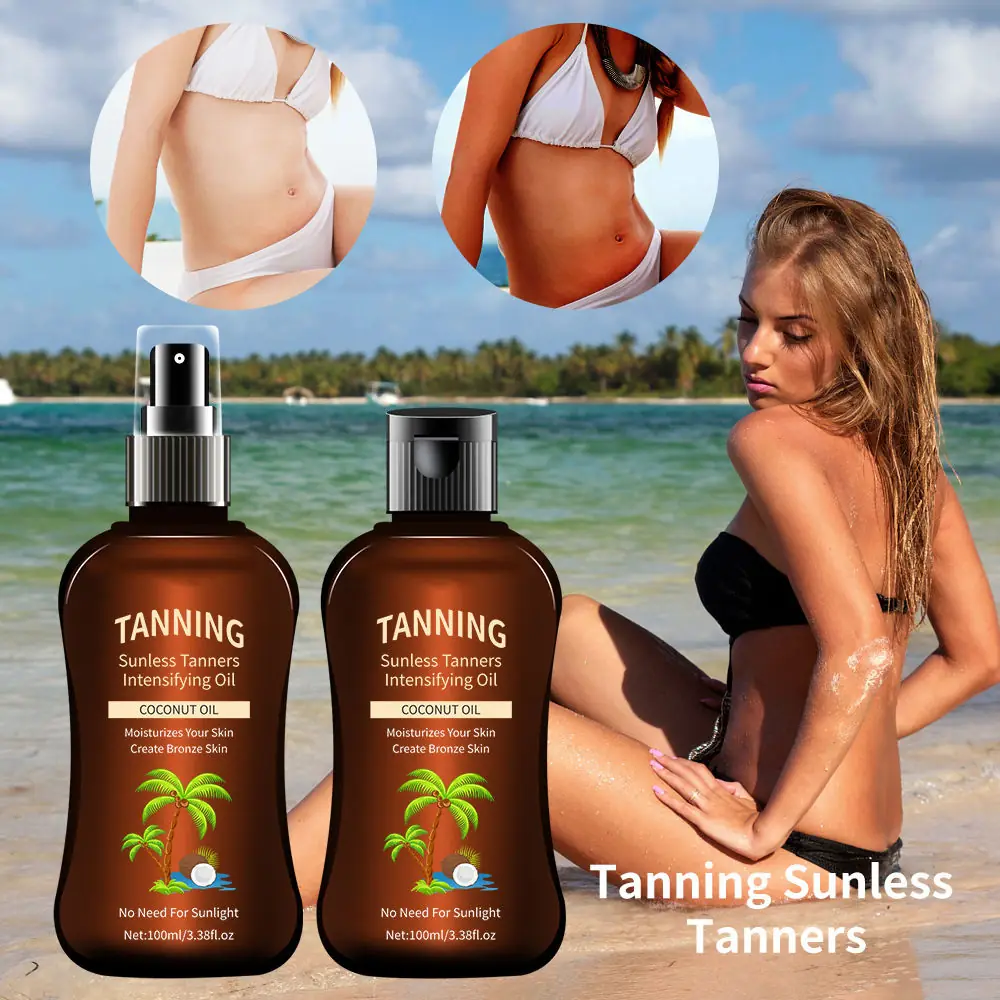 TANNING
Sunless Tanners
Intensifying Oil
COCONUT OIL
Moisturizes Your Skin
Create Bronze Skin
No Need For Sunlight
Net:100ml/3.38fl.oz
TANNING
Sunless Tanners
Intensifying Oil
COCONUT OIL
Moisturizes Your Skin
Create Bronze Skin
No Need For Sunlight
Net:100ml/3.38fl.oz
Tanning Sunless
Tanners